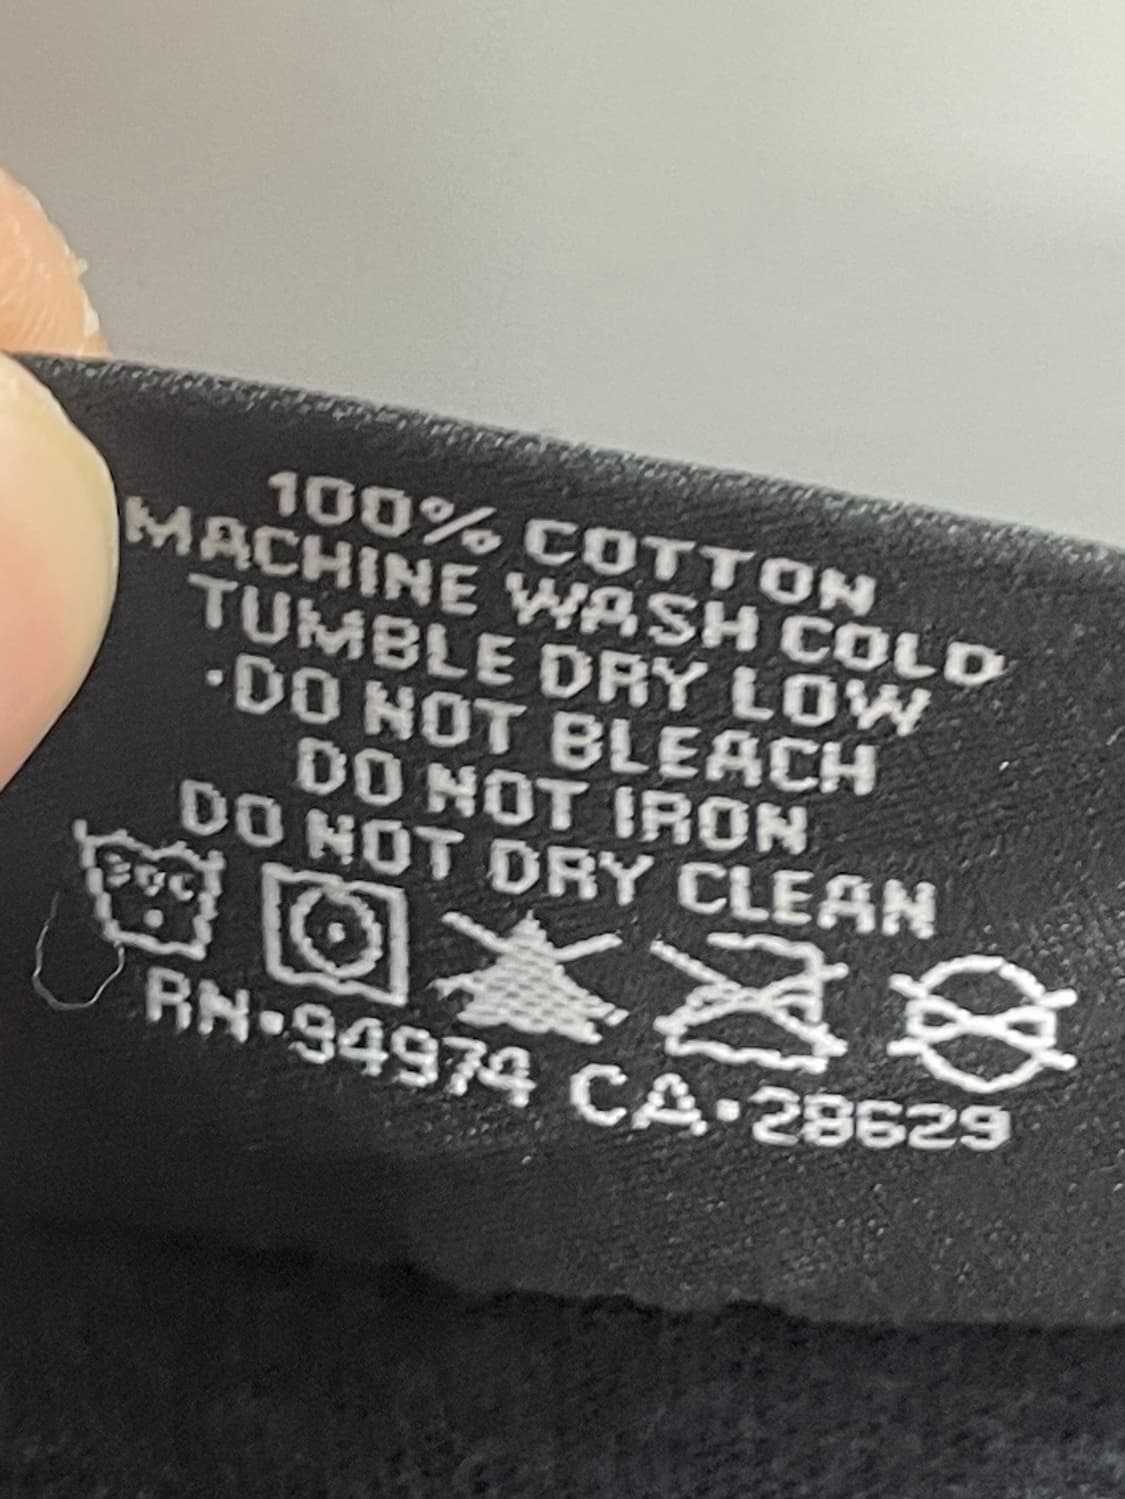 100% COTTON
MACHINE WASH COLD
TUMBLE DRY LOW
·DO NOT BLEACH
DO NOT IRON
DO NOT DRY CLEAN
30C
RN·94974 CA·28629